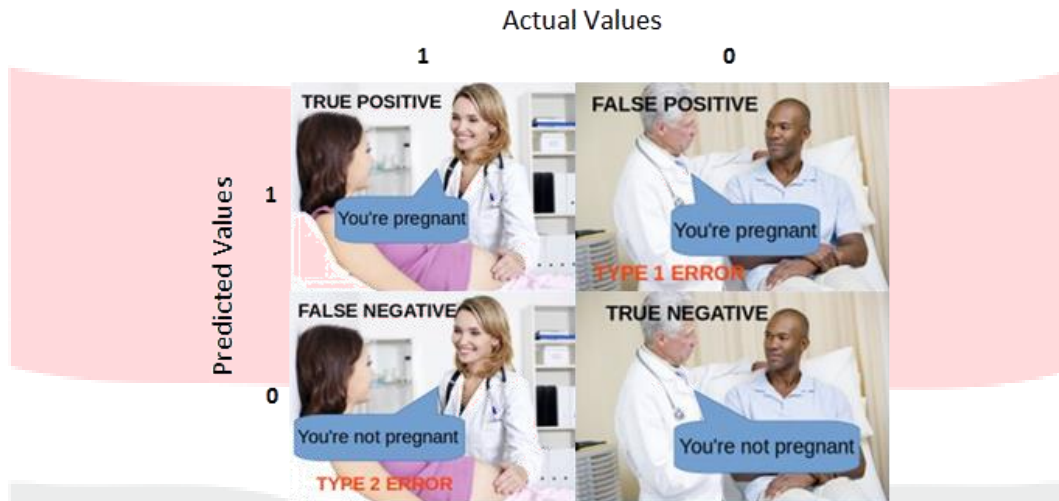 Actual Values
1 0
TRUE POSITIVE FALSE POSITIVE
Predicted Values
1
You're pregnant You're pregnant
TYPE 1 ERROR
FALSE NEGATIVE TRUE NEGATIVE
0
You're not pregnant You're not pregnant
TYPE 2 ERROR